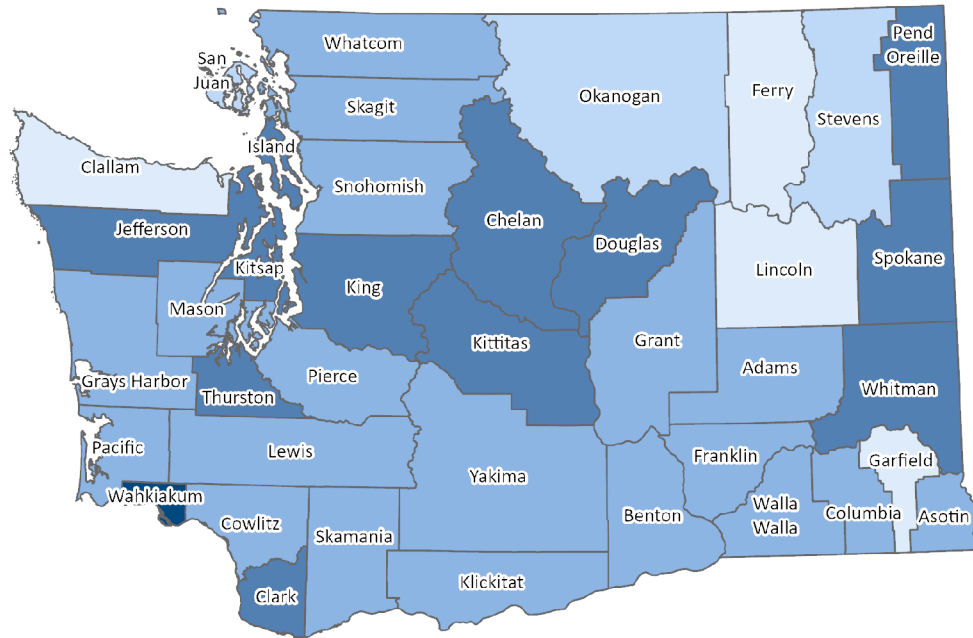 Whatcom
San
Juan
Skagit
Okanogan
Ferry
Stevens
Pend
Oreille
Island
Clallam
Snohomish
Jefferson
Chelan
Douglas
Kitsap
King
Lincoln
Spokane
Mason
Kittitas
Grant
Grays Harbor
Thurston
Pierce
Adams
Whitman
Pacific
Lewis
Yakima
Franklin
Garfield
Wahkiakum
Cowlitz
Skamania
Benton
Walla
Walla
Columbia
Asotin
Clark
Klickitat